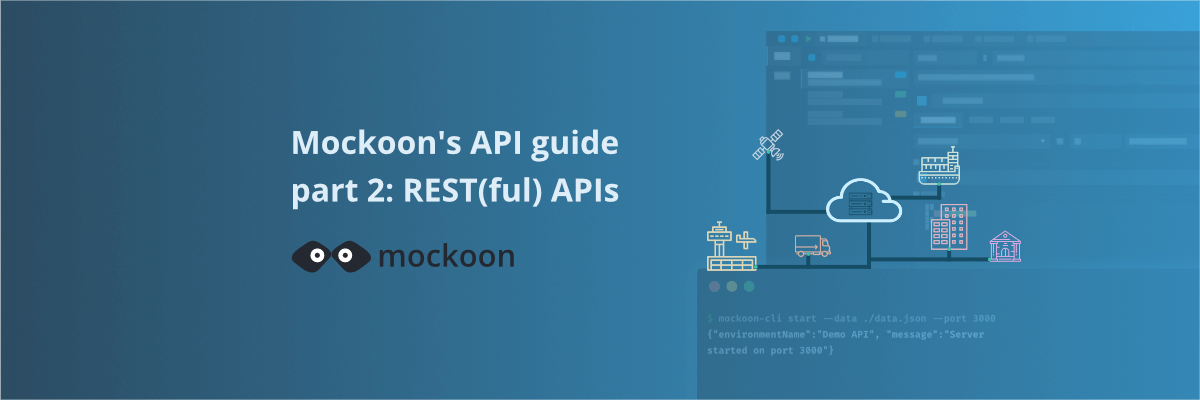 Mockoon's API guide
part 2: REST(ful) APIs
mockoon
$ mockoon-cli start --data ./data.json --port 3000
{"environmentName":"Demo API", "message":"Server
started on port 3000"}